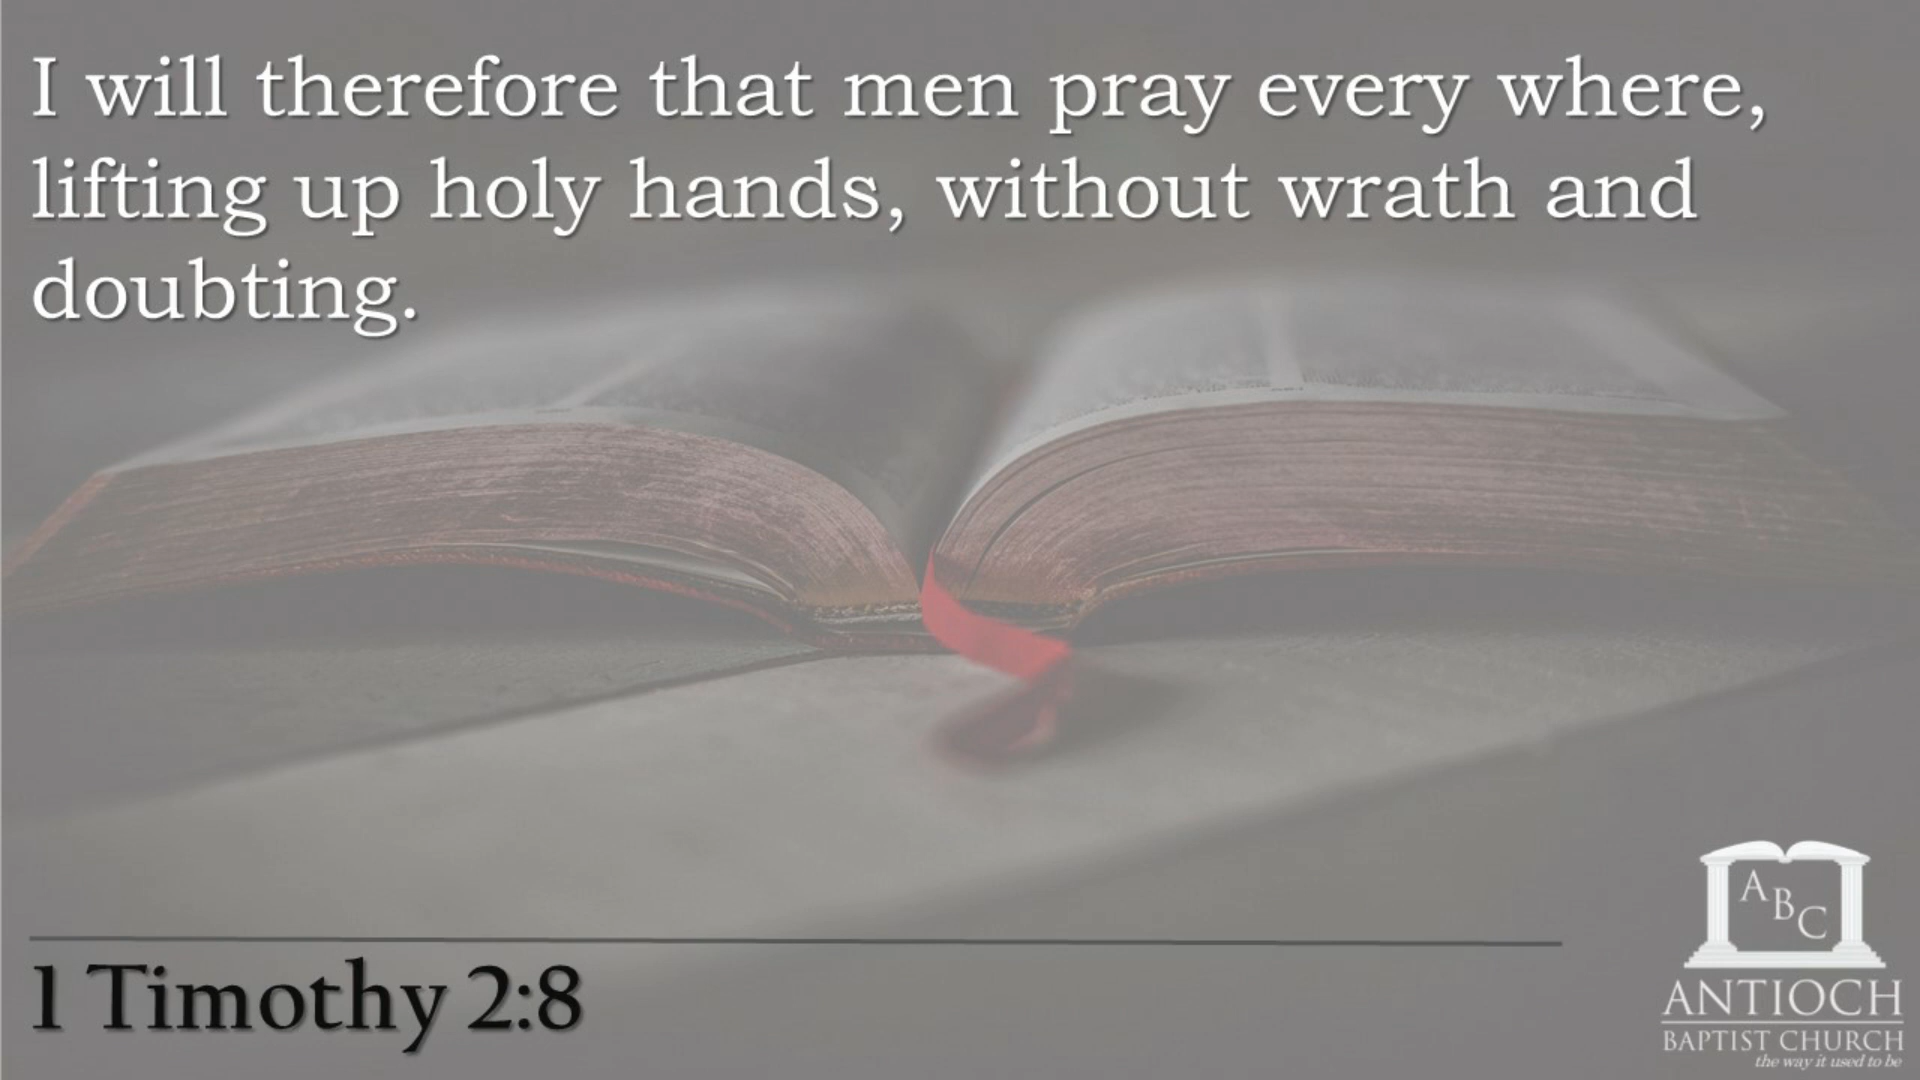 I will therefore that men pray every where,
lifting up holy hands, without wrath and
doubting.
1 Timothy 2:8
A B C
ANTIOCH
BAPTIST CHURCH
the way it used to be